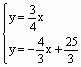 y = 3/4 x
y = -4/3 x + 25/3